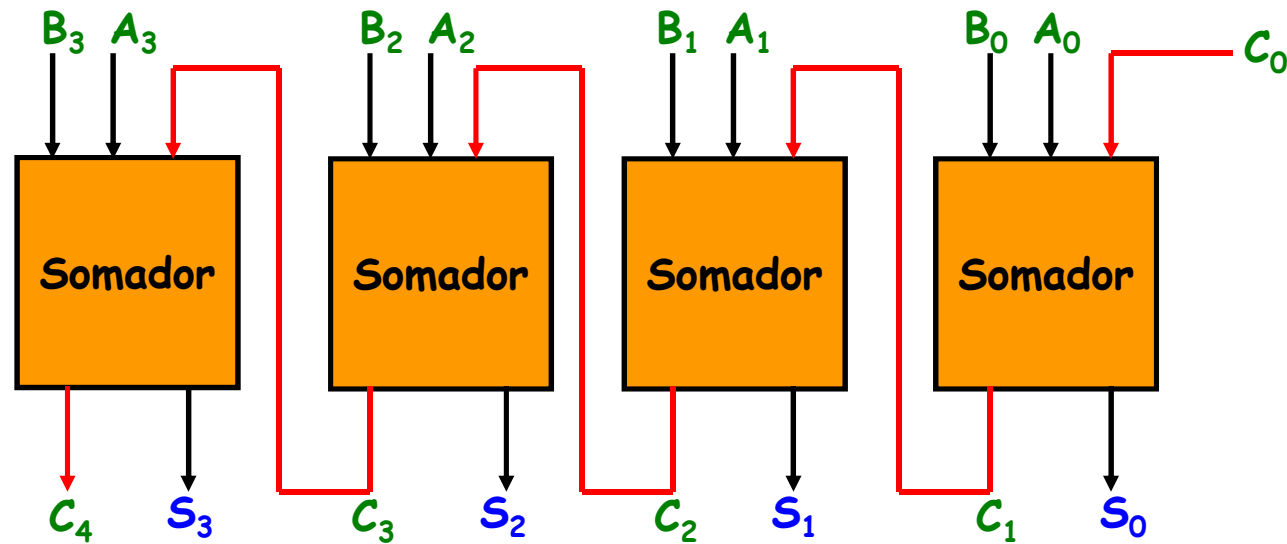 B₃ A₃ B₂ A₂ B₁ A₁ B₀ A₀ C₀
Somador Somador Somador Somador
C₄ S₃ C₃ S₂ C₂ S₁ C₁ S₀